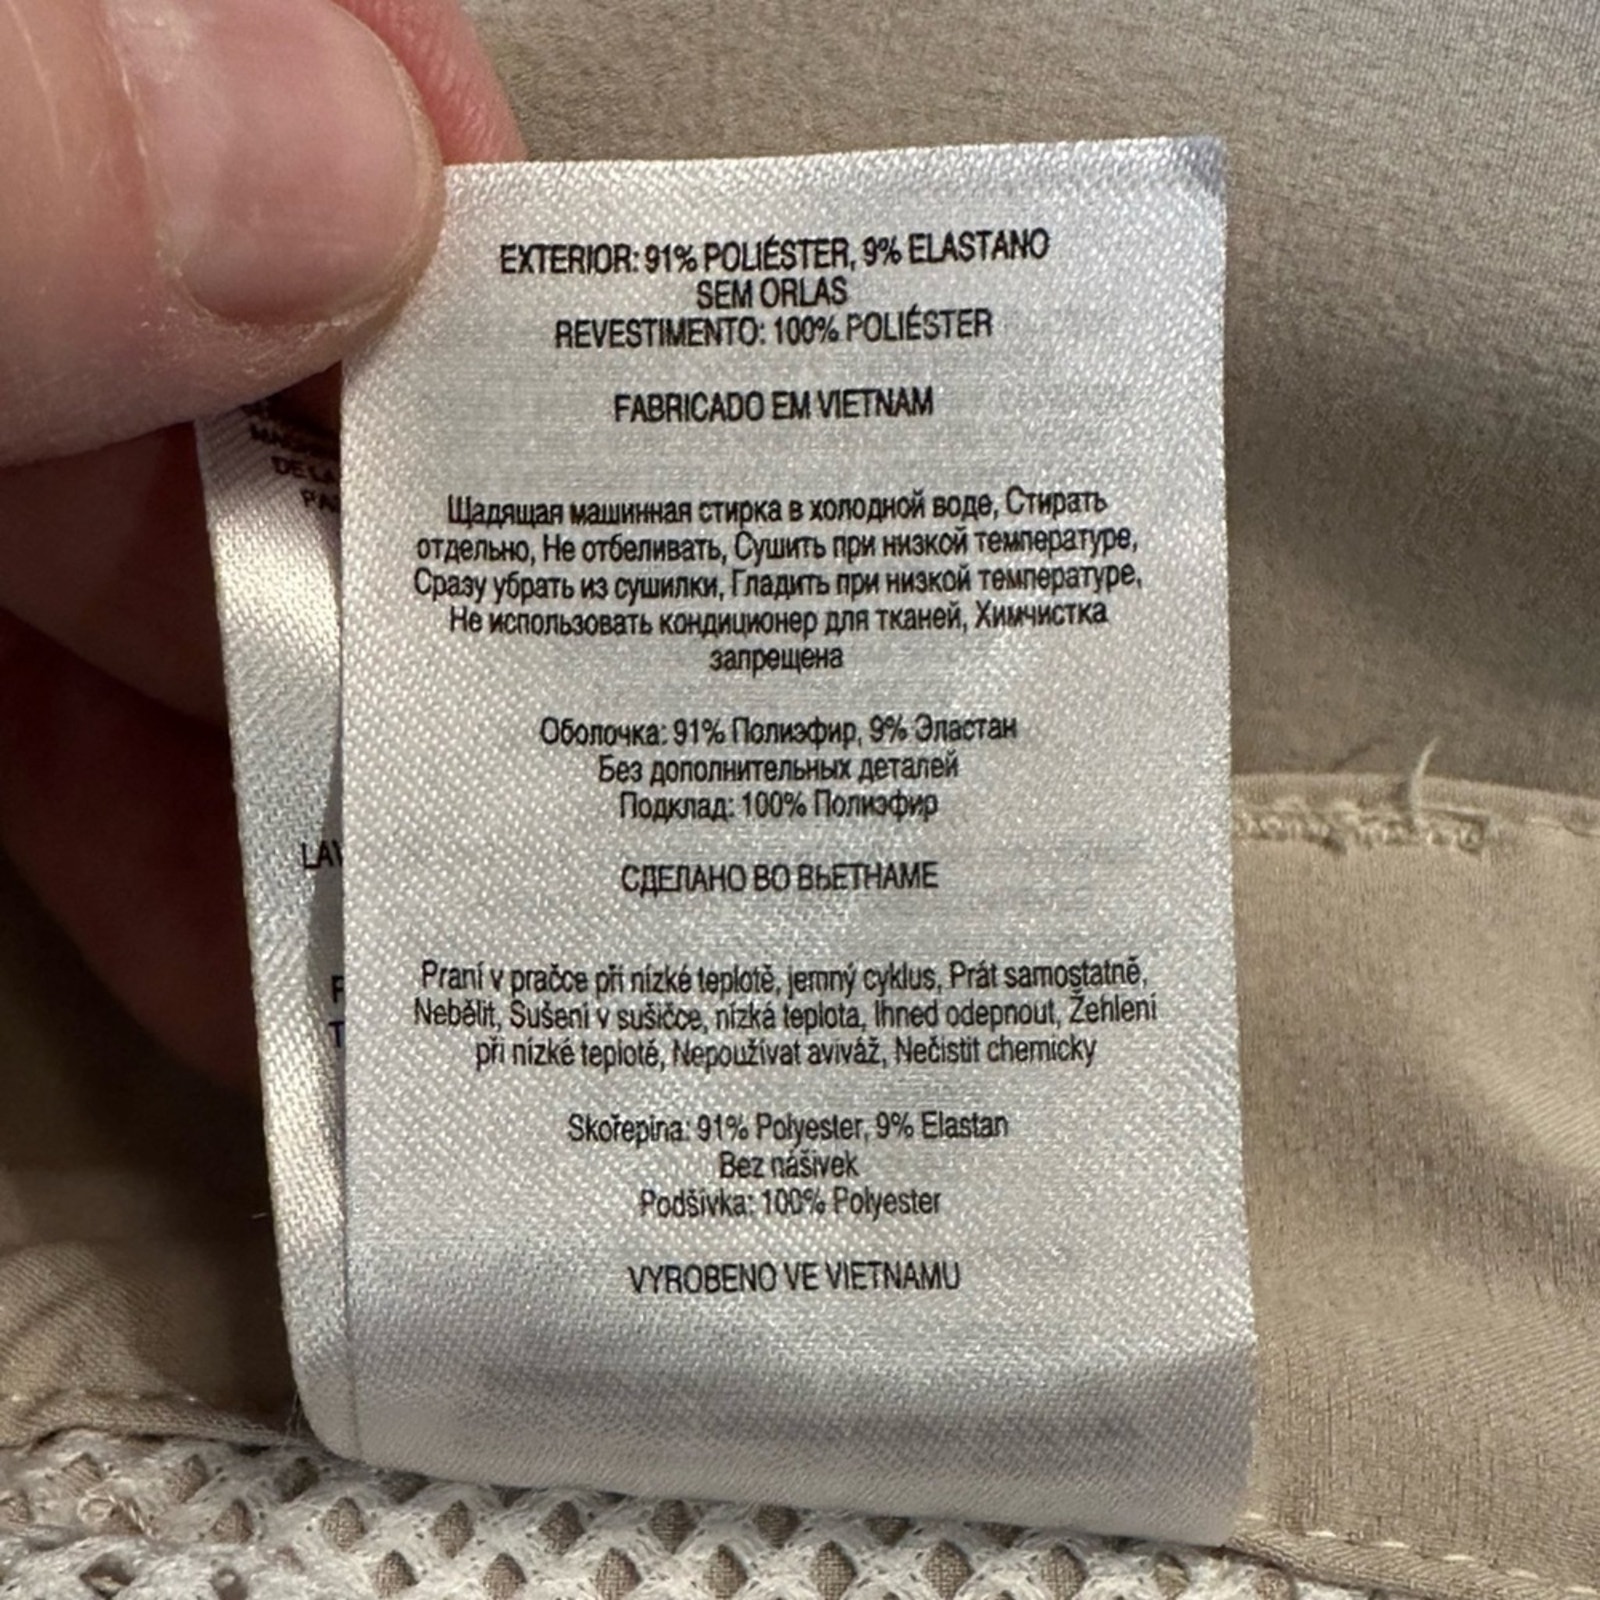 EXTERIOR: 91% POLIÉSTER, 9% ELASTANO
SEM ORLAS
REVESTIMENTO: 100% POLIÉSTER
FABRICADO EM VIETNAM
Щадящая машинная стирка в холодной воде, Стирать
отдельно, Не отбеливать, Сушить при низкой температуре,
Сразу убрать из сушилки, Гладить при низкой температуре,
Не использовать кондиционер для тканей, Химчистка
запрещена
Оболочка: 91% Полиэфир, 9% Эластан
Без дополнительных деталей
Подклад: 100% Полиэфир
СДЕЛАНО ВО ВЬЕТНАМЕ
Praní v pračce při nízké teplotě, jemný cyklus, Prát samostatně,
Nebělit, Sušení v sušičce, nízká teplota, Ihned odepnout, Žehlení
při nízké teplotě, Nepoužívat aviváž, Nečistit chemicky
Skořepina: 91% Polyester, 9% Elastan
Bez nášivek
Podšívka: 100% Polyester
VYROBENO VE VIETNAMU